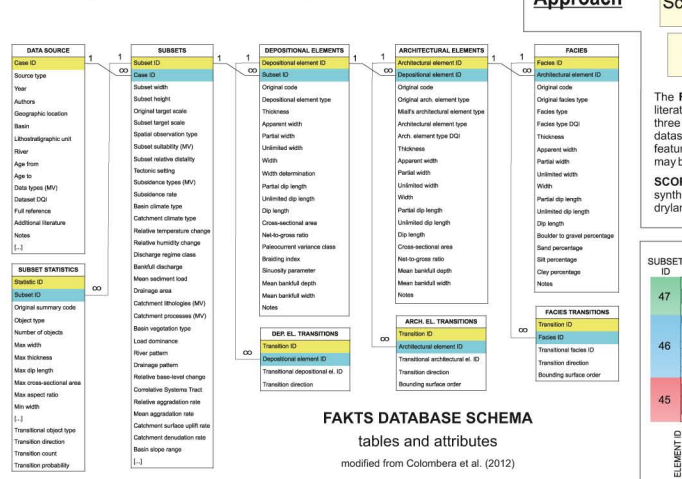 Approach
Sc
DATA SOURCE
Case ID
Source type
Year
Authors
Geographic location
Basin
Lithostratigraphic unit
River
Age from
Age to
Data types (MV)
Dataset DQI
Full reference
Additional literature
Notes
[...]
SUBSET STATISTICS
Statistic ID
Subset ID
Original summary code
Object type
Number of objects
Max width
Max thickness
Max dip length
Max cross-sectional area
Max aspect ratio
Min width
[...]
Transitional object type
Transition direction
Transition count
Transition probability
1
1
∞
∞
SUBSETS
Subset ID
Case ID
Subset width
Subset height
Original target scale
Subset target scale
Spatial observation type
Subset suitability (MV)
Subset relative distality
Tectonic setting
Subsidence types (MV)
Subsidence rate
Basin climate type
Catchment climate type
Relative temperature change
Relative humidity change
Discharge regime class
Bankfull discharge
Mean sediment load
Drainage area
Catchment lithologies (MV)
Catchment processes (MV)
Basin vegetation type
Load dominance
River pattern
Drainage pattern
Relative base-level change
Correlative Systems Tract
Relative aggradation rate
Mean aggradation rate
Catchment surface uplift rate
Catchment denudation rate
Basin slope range
[...]
1
1
∞
∞
DEPOSITIONAL ELEMENTS
Depositional element ID
Subset ID
Original code
Depositional element type
Thickness
Apparent width
Partial width
Unlimited width
Width
Width determination
Partial dip length
Unlimited dip length
Dip length
Cross-sectional area
Net-to-gross ratio
Paleocurrent variance class
Braiding index
Sinuosity parameter
Mean bankfull depth
Mean bankfull width
Notes
DEP. EL. TRANSITIONS
Transition ID
Depositional element ID
Transitional depositional el. ID
Transition direction
1
1
∞
∞
ARCHITECTURAL ELEMENTS
Architectural element ID
Depositional element ID
Original code
Original arch. element type
Miall's architectural element type
Architectural element type
Arch. element type DQI
Thickness
Apparent width
Partial width
Unlimited width
Width
Partial dip length
Unlimited dip length
Dip length
Cross-sectional area
Net-to-gross ratio
Mean bankfull depth
Mean bankfull width
Notes
ARCH. EL. TRANSITIONS
Transition ID
Architectural element ID
Transitional architectural el. ID
Transition direction
Bounding surface order
1
1
∞
∞
FACIES
Facies ID
Architectural element ID
Original code
Original facies type
Facies type
Facies type DQI
Thickness
Apparent width
Partial width
Unlimited width
Width
Partial dip length
Unlimited dip length
Dip length
Boulder to gravel percentage
Sand percentage
Silt percentage
Clay percentage
Notes
FACIES TRANSITIONS
Transition ID
Facies ID
Transitional facies ID
Transition direction
Bounding surface order
FAKTS DATABASE SCHEMA
tables and attributes
modified from Colombera et al. (2012)
The F
literat
three
datas
featur
may b
SCOR
synth
drylan
SUBSET
ID
47
46
45
ELEMENT ID